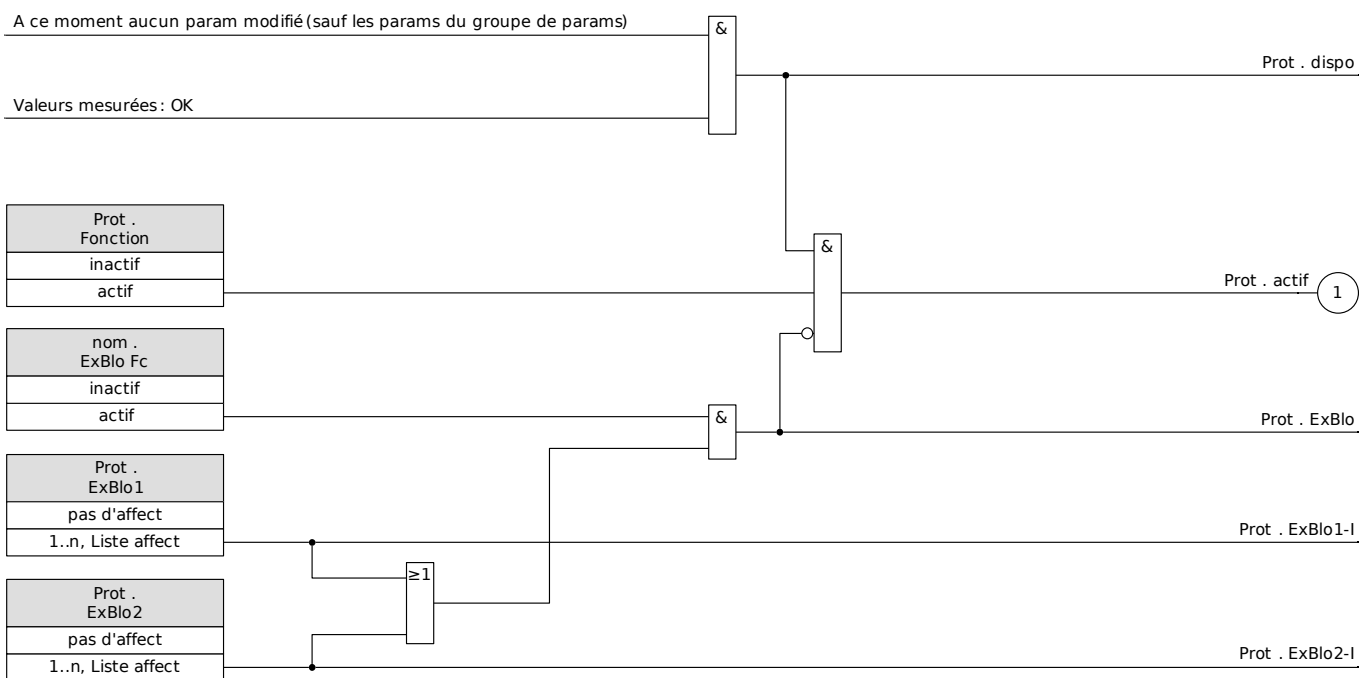 A ce moment aucun param modifié (sauf les params du groupe de params)
&
Prot . dispo
Valeurs mesurées : OK
Prot .
Fonction
inactif
actif
&
Prot . actif
1
nom .
ExBlo Fc
inactif
actif
&
Prot . ExBlo
Prot .
ExBlo1
pas d'affect
1..n, Liste affect
Prot . ExBlo1-I
≥1
Prot .
ExBlo2
pas d'affect
1..n, Liste affect
Prot . ExBlo2-I